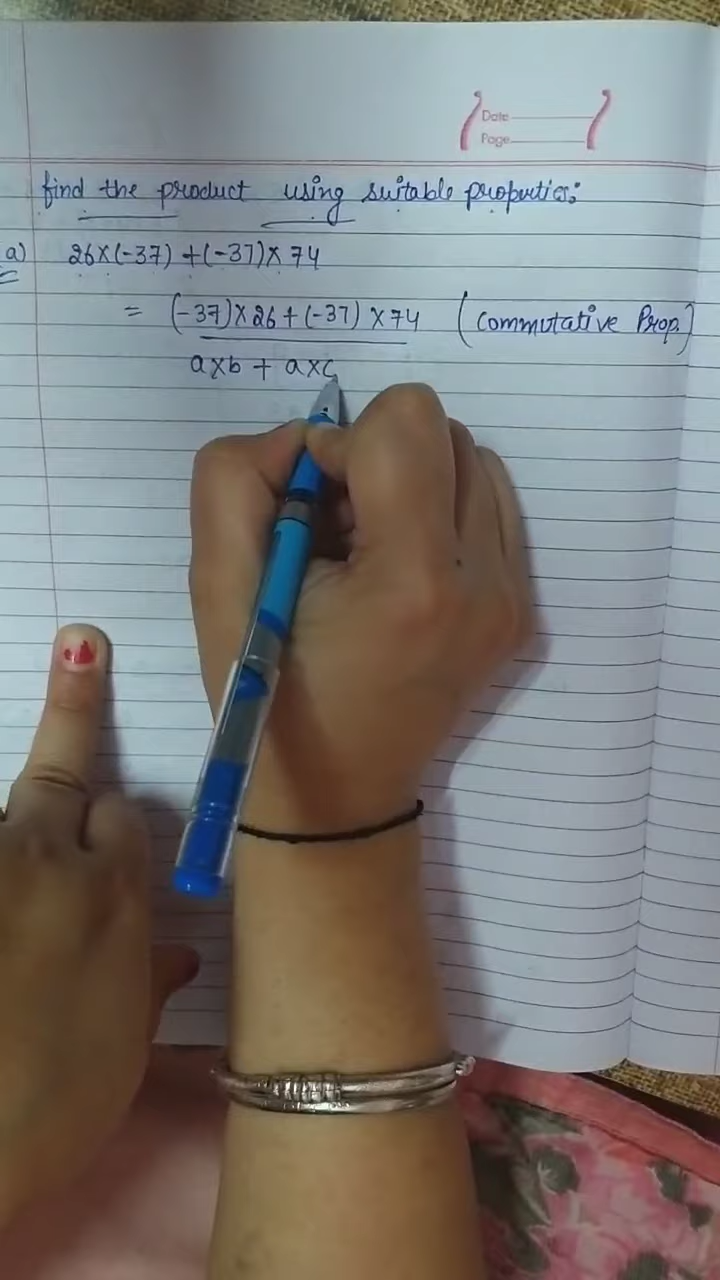 Date
Page
find the product using suitable properties:
a) 26×(-37) + (-37)× 74
= (-37)×26 + (-37) × 74 (Commutative Prop.)
a×b + a×c